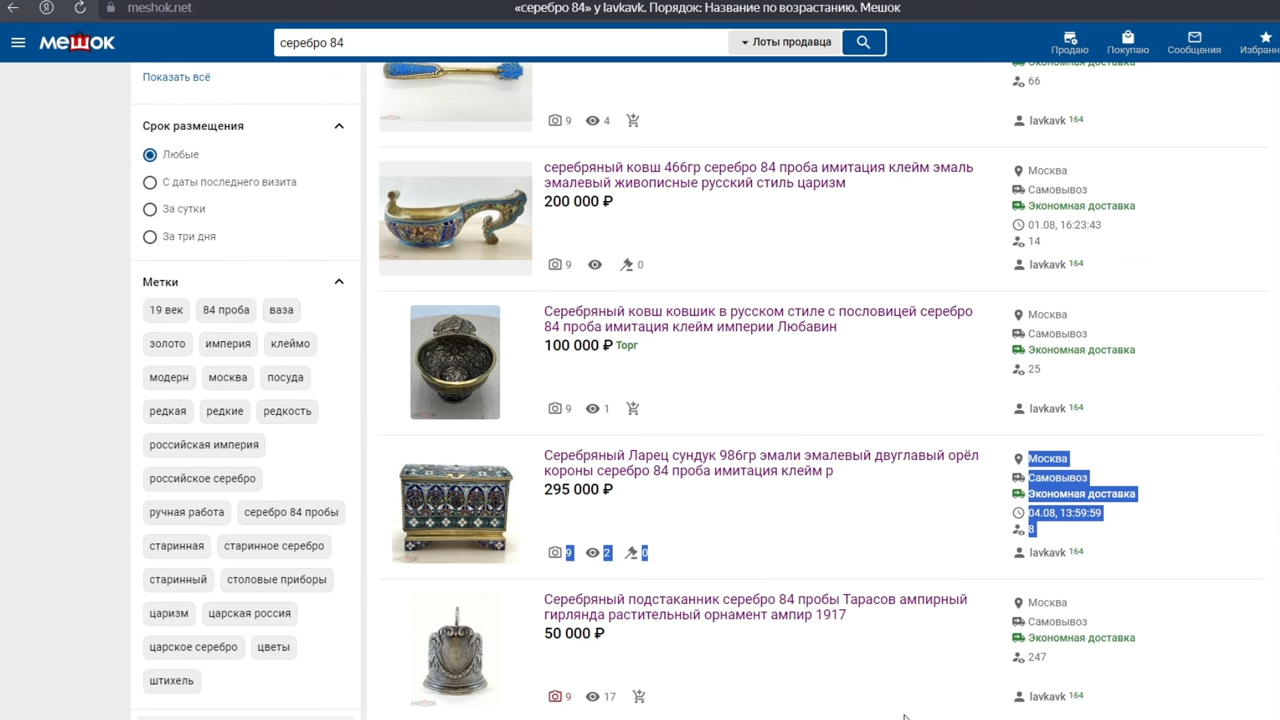 meshok.net
«серебро 84» у lavkavk. Порядок: Название по возрастанию. Мешок
мешок
серебро 84
Лоты продавца
Продаю
Покупаю
Сообщения
Избранн
Показать всё
Срок размещения
Любые
С даты последнего визита
За сутки
За три дня
Метки
19 век
84 проба
ваза
золото
империя
клеймо
модерн
москва
посуда
редкая
редкие
редкость
российская империя
российское серебро
ручная работа
серебро 84 пробы
старинная
старинное серебро
старинный
столовые приборы
царизм
царская россия
царское серебро
цветы
штихель
9
4
Экономная доставка
66
lavkavk 164
серебряный ковш 466гр серебро 84 проба имитация клейм эмаль
эмалевый живописные русский стиль царизм
200 000 ₽
9
0
Москва
Самовывоз
Экономная доставка
01.08, 16:23:43
14
lavkavk 164
Серебряный ковш ковшик в русском стиле с пословицей серебро
84 проба имитация клейм империи Любавин
100 000 ₽ Торг
9
1
Москва
Самовывоз
Экономная доставка
25
lavkavk 164
Серебряный Ларец сундук 986гр эмали эмалевый двуглавый орёл
короны серебро 84 проба имитация клейм р
295 000 ₽
9
2
0
Москва
Самовывоз
Экономная доставка
04.08, 13:59:59
8
lavkavk 164
Серебряный подстаканник серебро 84 пробы Тарасов ампирный
гирлянда растительный орнамент ампир 1917
50 000 ₽
9
17
Москва
Самовывоз
Экономная доставка
247
lavkavk 164